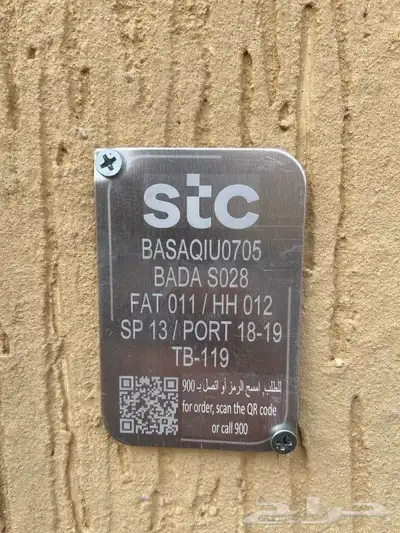 stc
BASAQIU0705
BADA S028
FAT 011 / HH 012
SP 13 / PORT 18-19
TB-119
للطلب, امسح الرمز أو اتصل بـ 900
for order, scan the QR code
or call 900
حراج